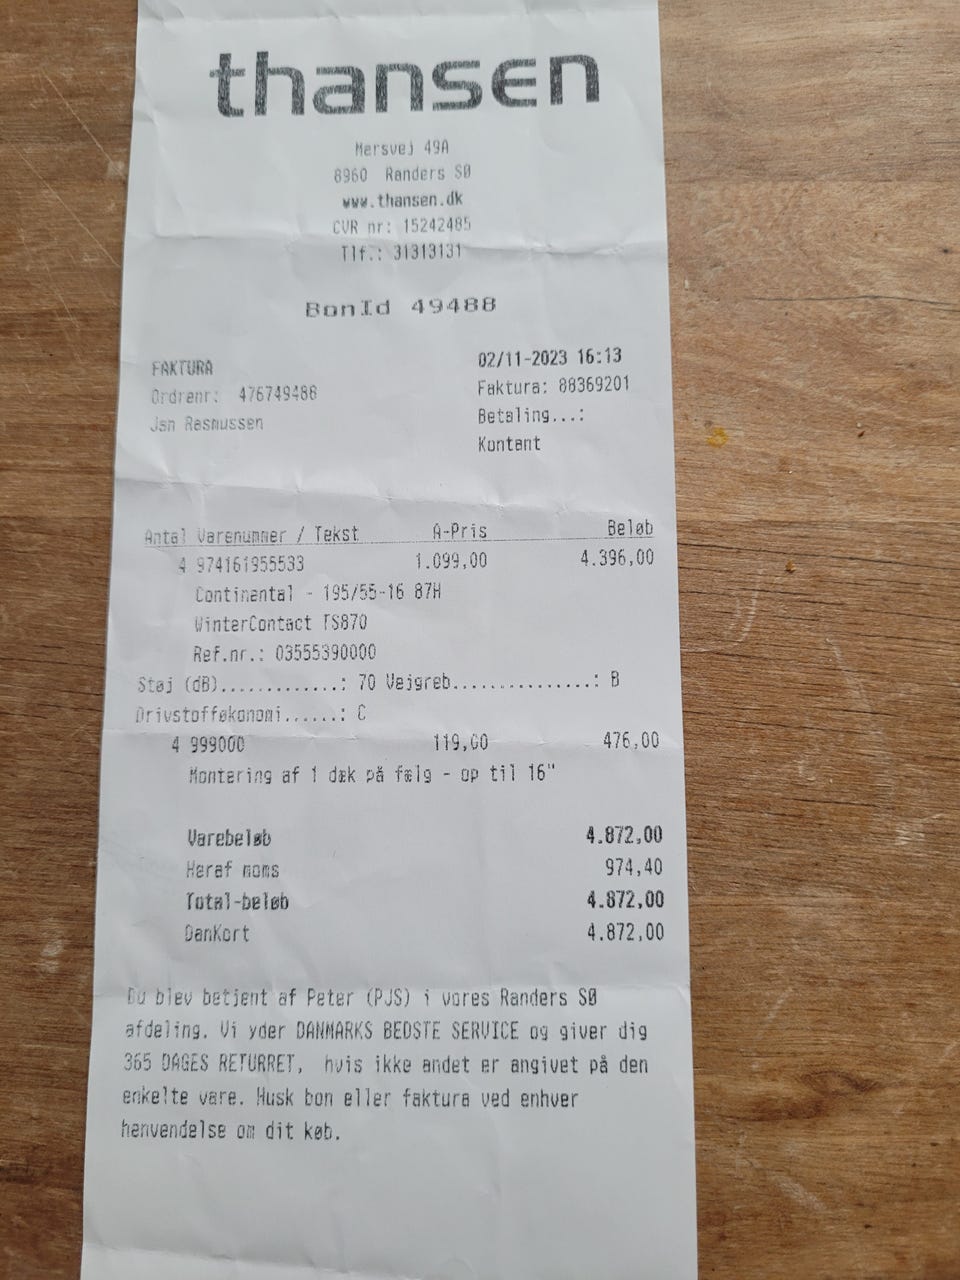 thansen
Mersvej 49A
8960 Randers SØ
www.thansen.dk
CVR nr: 15242485
Tlf.: 31313131
BonId 49488
FAKTURA 02/11-2023 16:13
Ordrenr: 476749488 Faktura: 88369201
Jan Rasmussen Betaling...:
Kontant
Antal Varenummer / Tekst A-Pris Beløb
4 974161955533 1.099,00 4.396,00
Continental - 195/55-16 87H
WinterContact TS870
Ref.nr.: 03555390000
Støj (dB).............: 70 Vejgreb...............: B
Drivstofføkonomi......: C
4 999000 119,00 476,00
Montering af 1 dæk på fælg - op til 16"
Varebeløb 4.872,00
Heraf moms 974,40
Total-beløb 4.872,00
DanKort 4.872,00
Du blev betjent af Peter (PJS) i vores Randers SØ
afdeling. Vi yder DANMARKS BEDSTE SERVICE og giver dig
365 DAGES RETURRET, hvis ikke andet er angivet på den
enkelte vare. Husk bon eller faktura ved enhver
henvendelse om dit køb.